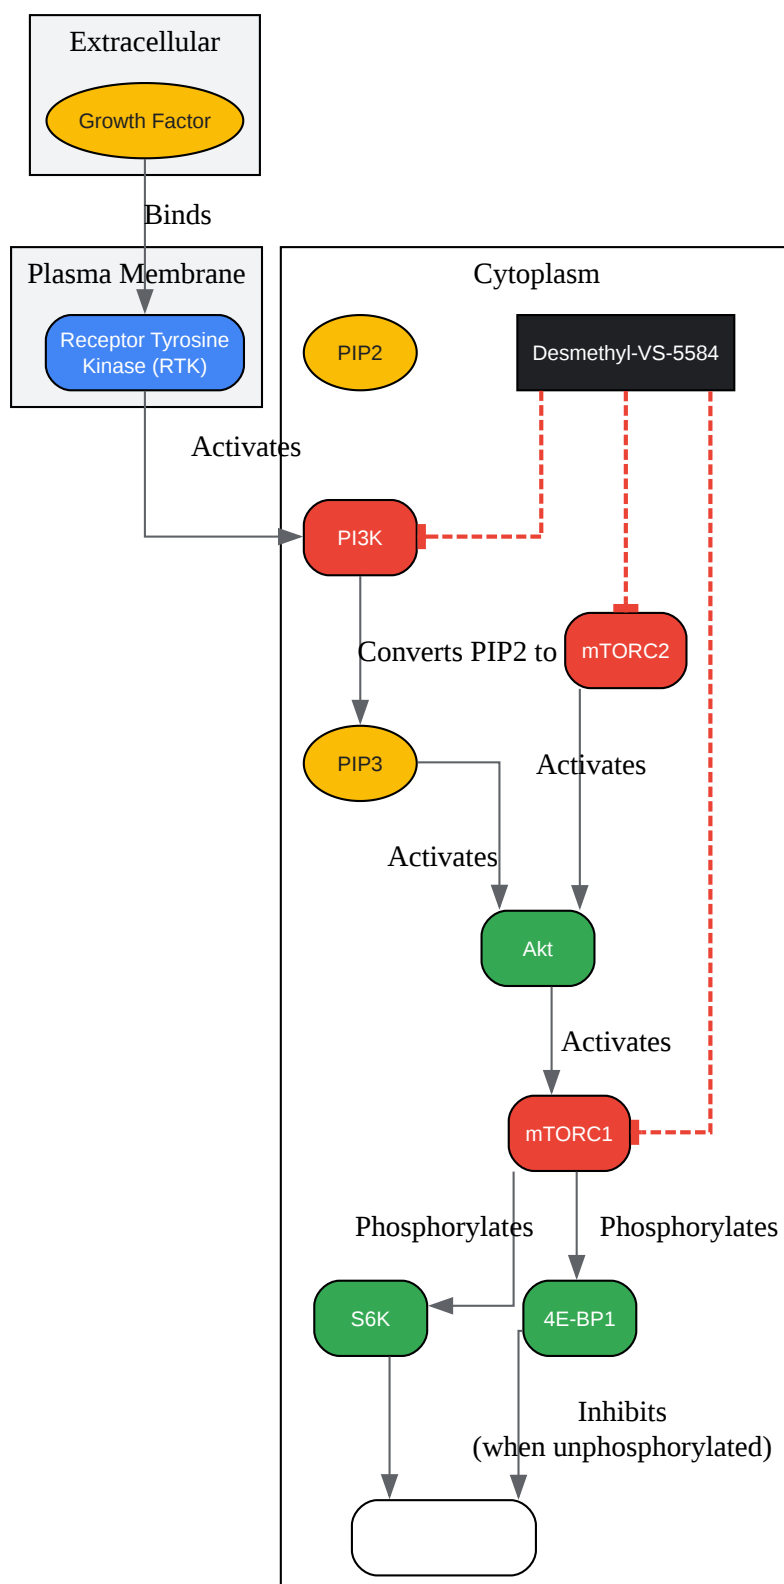 Extracellular
Growth Factor
Binds
Plasma Membrane
Cytoplasm
Receptor Tyrosine
Kinase (RTK)
PIP2
Desmethyl-VS-5584
Activates
PI3K
Converts PIP2 to
mTORC2
PIP3
Activates
Activates
Akt
Activates
mTORC1
Phosphorylates
Phosphorylates
S6K
4E-BP1
Inhibits
(when unphosphorylated)